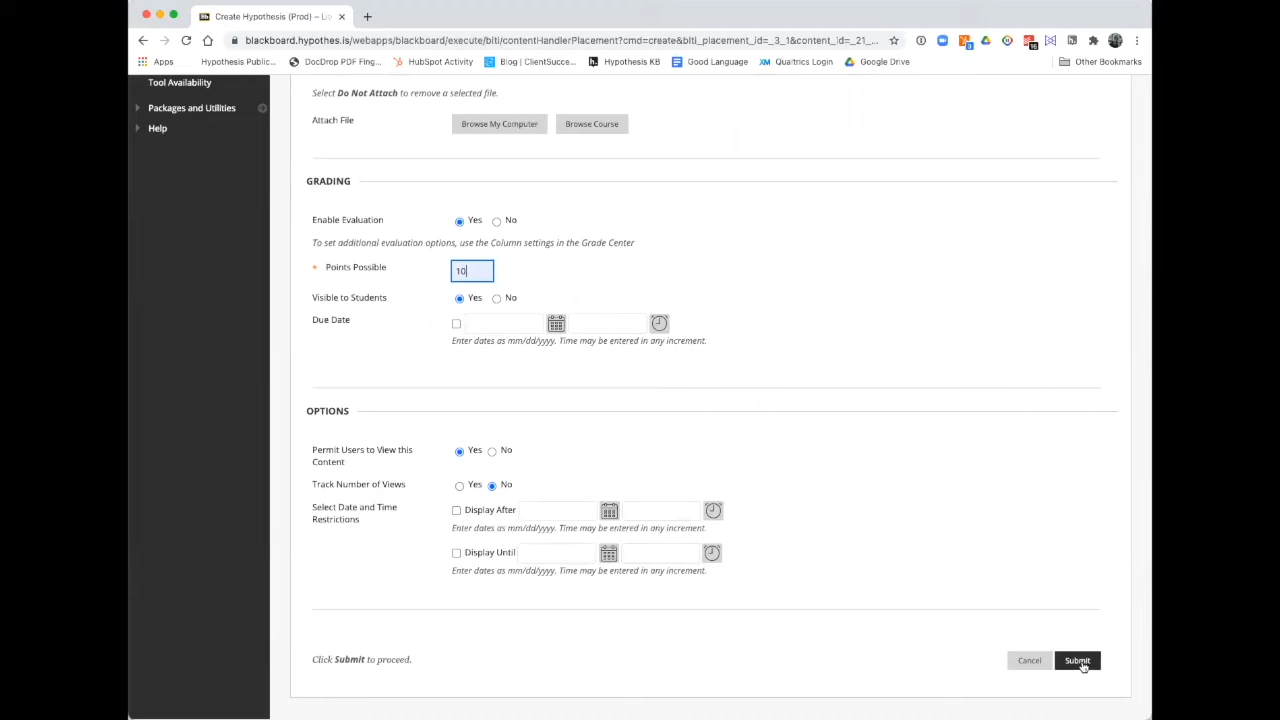 Create Hypothesis (Prod) – Li
blackboard.hypothes.is/webapps/blackboard/execute/blti/contentHandlerPlacement?cmd=create&blti_placement_id=_3_1&content_id=_21_...
Apps Hypothesis Public... DocDrop PDF Fing... HubSpot Activity Blog | ClientSucce... Hypothesis KB Good Language Qualtrics Login Google Drive Other Bookmarks
Tool Availability
Packages and Utilities
Help
Select Do Not Attach to remove a selected file.
Attach File Browse My Computer Browse Course
GRADING
Enable Evaluation Yes No
To set additional evaluation options, use the Column settings in the Grade Center
* Points Possible 10
Visible to Students Yes No
Due Date
Enter dates as mm/dd/yyyy. Time may be entered in any increment.
OPTIONS
Permit Users to View this
Content
Yes No
Track Number of Views Yes No
Select Date and Time
Restrictions
Display After
Enter dates as mm/dd/yyyy. Time may be entered in any increment.
Display Until
Enter dates as mm/dd/yyyy. Time may be entered in any increment.
Click Submit to proceed. Cancel Submit